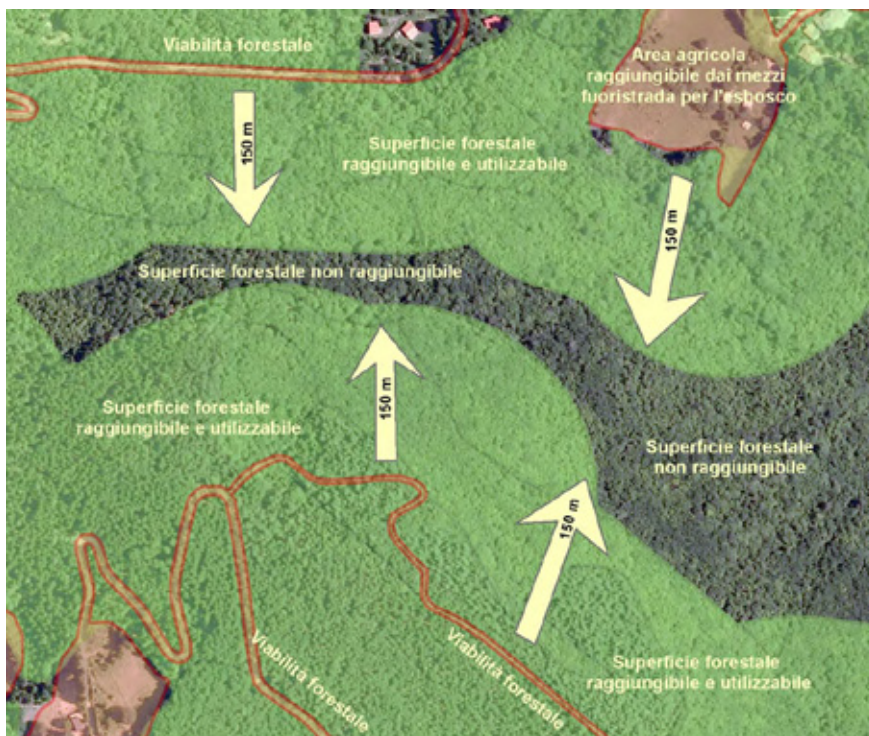 Viabilità forestale
Area agricola
raggiungibile dai mezzi
fuoristrada per l'esbosco
150 m
Superficie forestale
raggiungibile e utilizzabile
150 m
Superficie forestale non raggiungibile
150 m
Superficie forestale
raggiungibile e utilizzabile
Superficie forestale
non raggiungibile
150 m
Viabilità forestale
Viabilità forestale
Superficie forestale
raggiungibile e utilizzabile